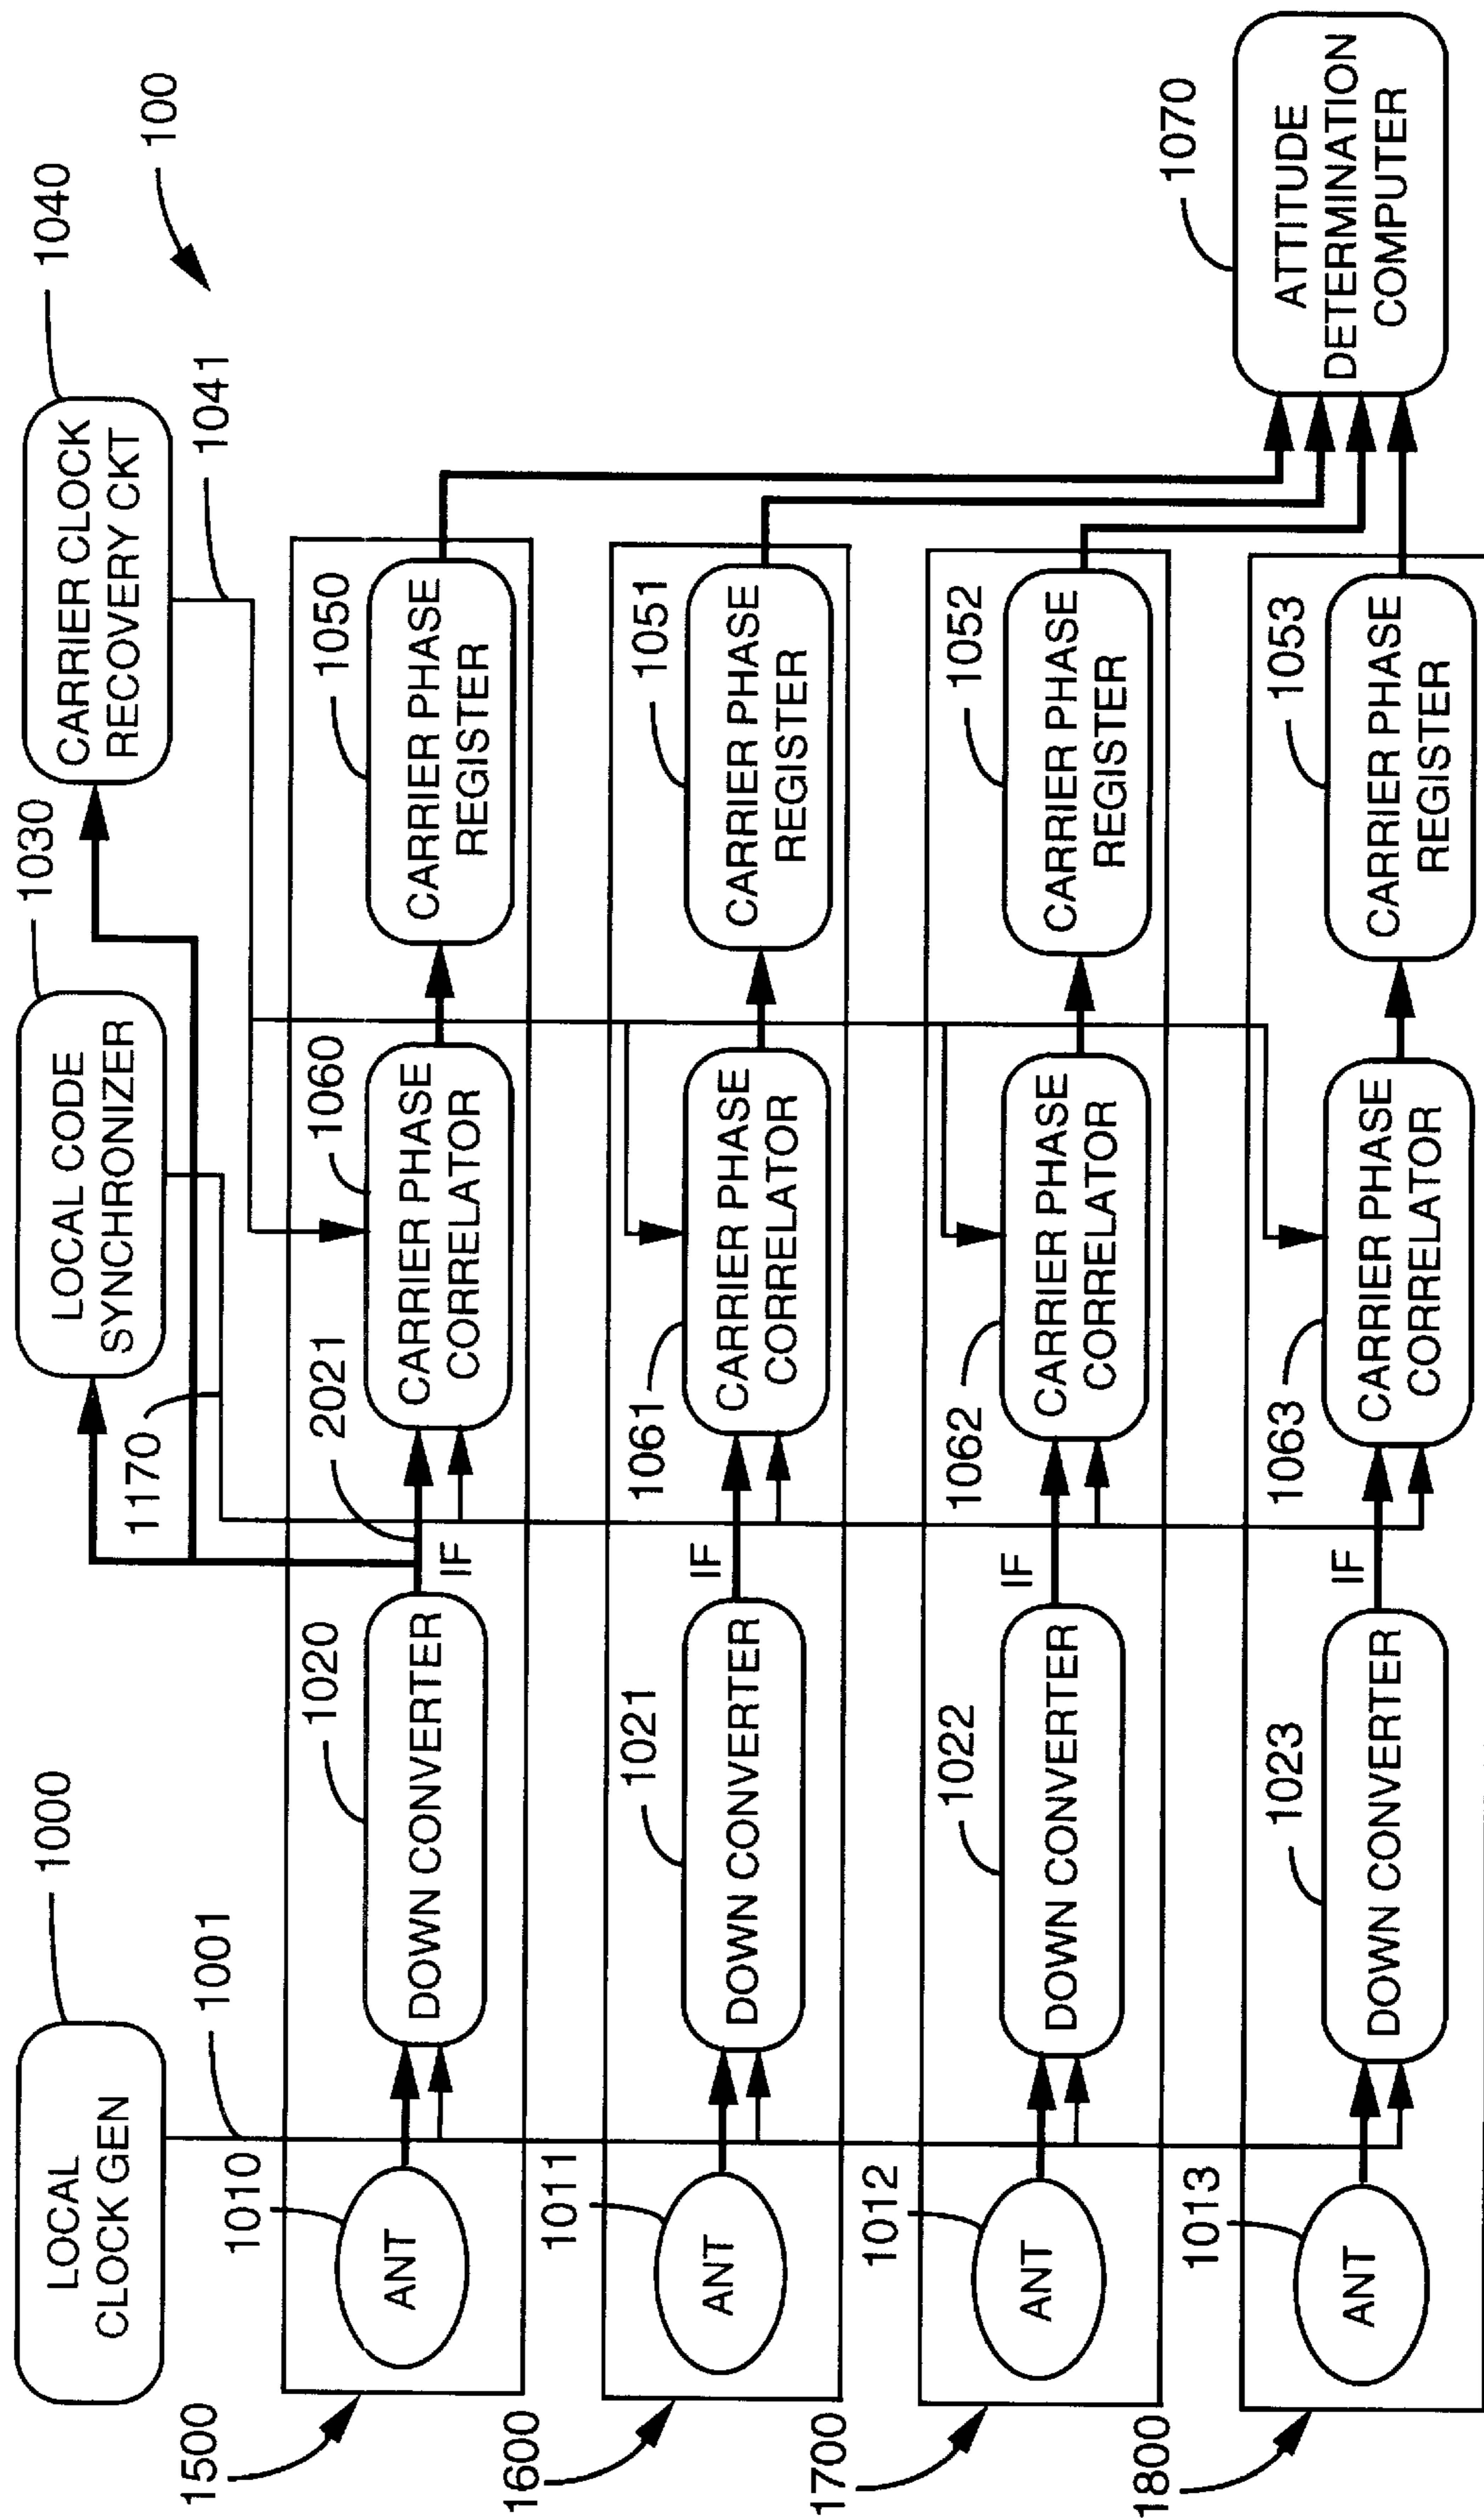 1000
LOCAL
CLOCK GEN
1001
1030
LOCAL CODE
SYNCHRONIZER
1170
1040
CARRIER CLOCK
RECOVERY CKT
1041
100
1500
1010
ANT
1020
DOWN CONVERTER
IF
2021
1060
CARRIER PHASE
CORRELATOR
1050
CARRIER PHASE
REGISTER
1600
1011
ANT
1021
DOWN CONVERTER
IF
1061
CARRIER PHASE
CORRELATOR
1051
CARRIER PHASE
REGISTER
1700
1012
ANT
1022
DOWN CONVERTER
IF
1062
CARRIER PHASE
CORRELATOR
1052
CARRIER PHASE
REGISTER
1800
1013
ANT
1023
DOWN CONVERTER
IF
1063
CARRIER PHASE
CORRELATOR
1053
CARRIER PHASE
REGISTER
1070
ATTITUDE
DETERMINATION
COMPUTER